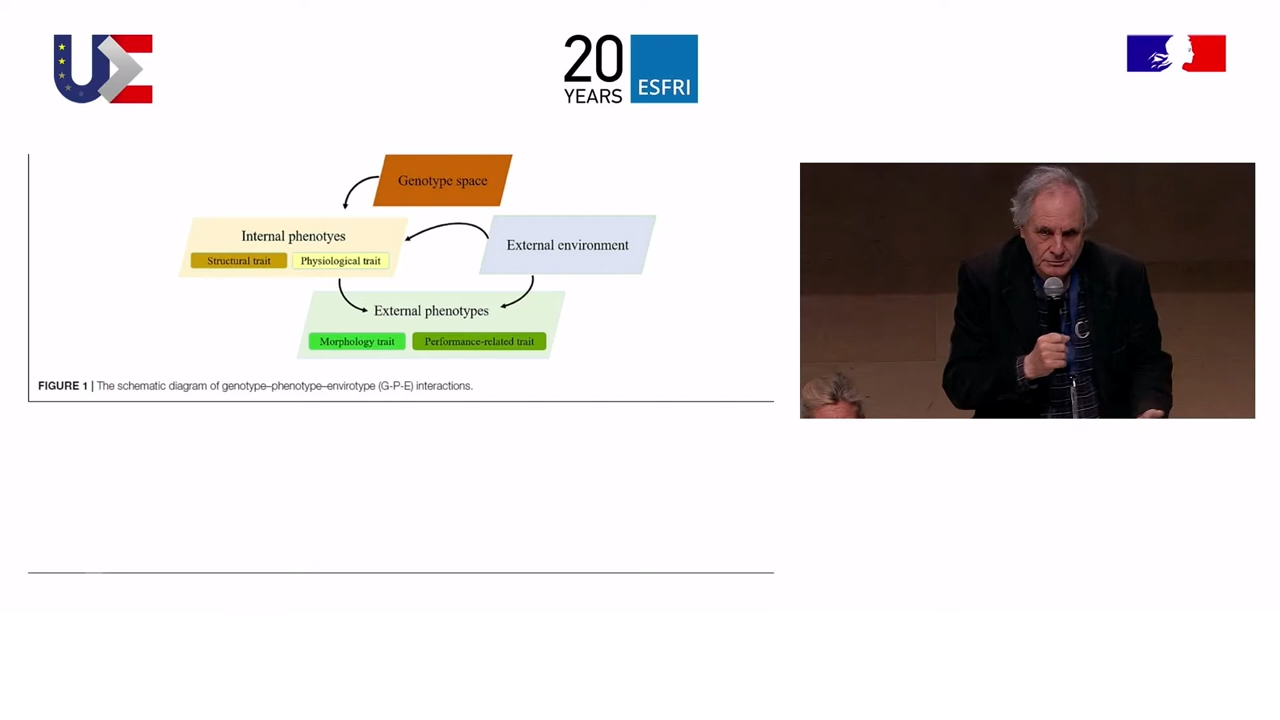 UE
20
YEARS
ESFRI
Genotype space
Internal phenotyes
Structural trait
Physiological trait
External environment
External phenotypes
Morphology trait
Performance-related trait
FIGURE 1 | The schematic diagram of genotype–phenotype–envirotype (G-P-E) interactions.